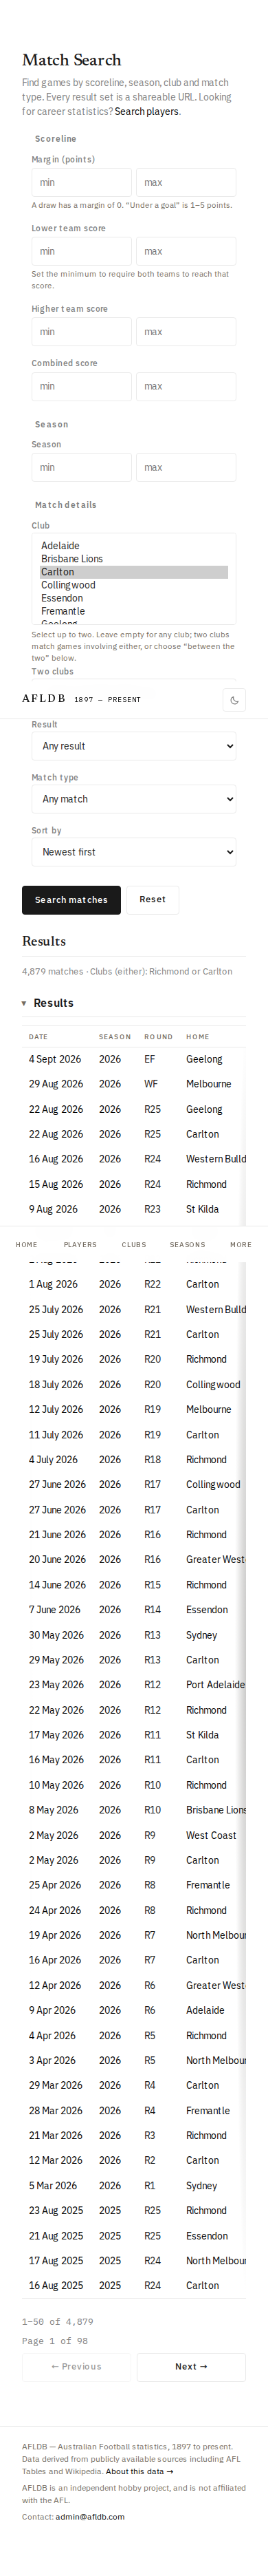 Match Search
Find games by scoreline, season, club and match
type. Every result set is a shareable URL. Looking
for career statistics? Search players.
Scoreline
Margin (points)
min max
A draw has a margin of 0. "Under a goal" is 1–5 points.
Lower team score
min max
Set the minimum to require both teams to reach that
score.
Higher team score
min max
Combined score
min max
Season
Season
min max
Match details
Club
Adelaide
Brisbane Lions
Carlton
Collingwood
Essendon
Fremantle
Geelong
Select up to two. Leave empty for any club; two clubs
match games involving either, or choose "between the
two" below.
Two clubs
AFLDB 1897 — PRESENT
Result
Any result
Match type
Any match
Sort by
Newest first
Search matches Reset
Results
4,879 matches · Clubs (either): Richmond or Carlton
▾ Results
DATE SEASON ROUND HOME
4 Sept 2026 2026 EF Geelong
29 Aug 2026 2026 WF Melbourne
22 Aug 2026 2026 R25 Geelong
22 Aug 2026 2026 R25 Carlton
16 Aug 2026 2026 R24 Western Bulld
15 Aug 2026 2026 R24 Richmond
9 Aug 2026 2026 R23 St Kilda
HOME PLAYERS CLUBS SEASONS MORE
1 Aug 2026 2026 R22 Carlton
25 July 2026 2026 R21 Western Bulld
25 July 2026 2026 R21 Carlton
19 July 2026 2026 R20 Richmond
18 July 2026 2026 R20 Collingwood
12 July 2026 2026 R19 Melbourne
11 July 2026 2026 R19 Carlton
4 July 2026 2026 R18 Richmond
27 June 2026 2026 R17 Collingwood
27 June 2026 2026 R17 Carlton
21 June 2026 2026 R16 Richmond
20 June 2026 2026 R16 Greater West
14 June 2026 2026 R15 Richmond
7 June 2026 2026 R14 Essendon
30 May 2026 2026 R13 Sydney
29 May 2026 2026 R13 Carlton
23 May 2026 2026 R12 Port Adelaide
22 May 2026 2026 R12 Richmond
17 May 2026 2026 R11 St Kilda
16 May 2026 2026 R11 Carlton
10 May 2026 2026 R10 Richmond
8 May 2026 2026 R10 Brisbane Lions
2 May 2026 2026 R9 West Coast
2 May 2026 2026 R9 Carlton
25 Apr 2026 2026 R8 Fremantle
24 Apr 2026 2026 R8 Richmond
19 Apr 2026 2026 R7 North Melbour
16 Apr 2026 2026 R7 Carlton
12 Apr 2026 2026 R6 Greater West
9 Apr 2026 2026 R6 Adelaide
4 Apr 2026 2026 R5 Richmond
3 Apr 2026 2026 R5 North Melbour
29 Mar 2026 2026 R4 Carlton
28 Mar 2026 2026 R4 Fremantle
21 Mar 2026 2026 R3 Richmond
12 Mar 2026 2026 R2 Carlton
5 Mar 2026 2026 R1 Sydney
23 Aug 2025 2025 R25 Richmond
21 Aug 2025 2025 R25 Essendon
17 Aug 2025 2025 R24 North Melbour
16 Aug 2025 2025 R24 Carlton
1–50 of 4,879
Page 1 of 98
← Previous Next →
AFLDB — Australian Football statistics, 1897 to present.
Data derived from publicly available sources including AFL
Tables and Wikipedia. About this data →
AFLDB is an independent hobby project, and is not affiliated
with the AFL.
Contact: admin@afldb.com